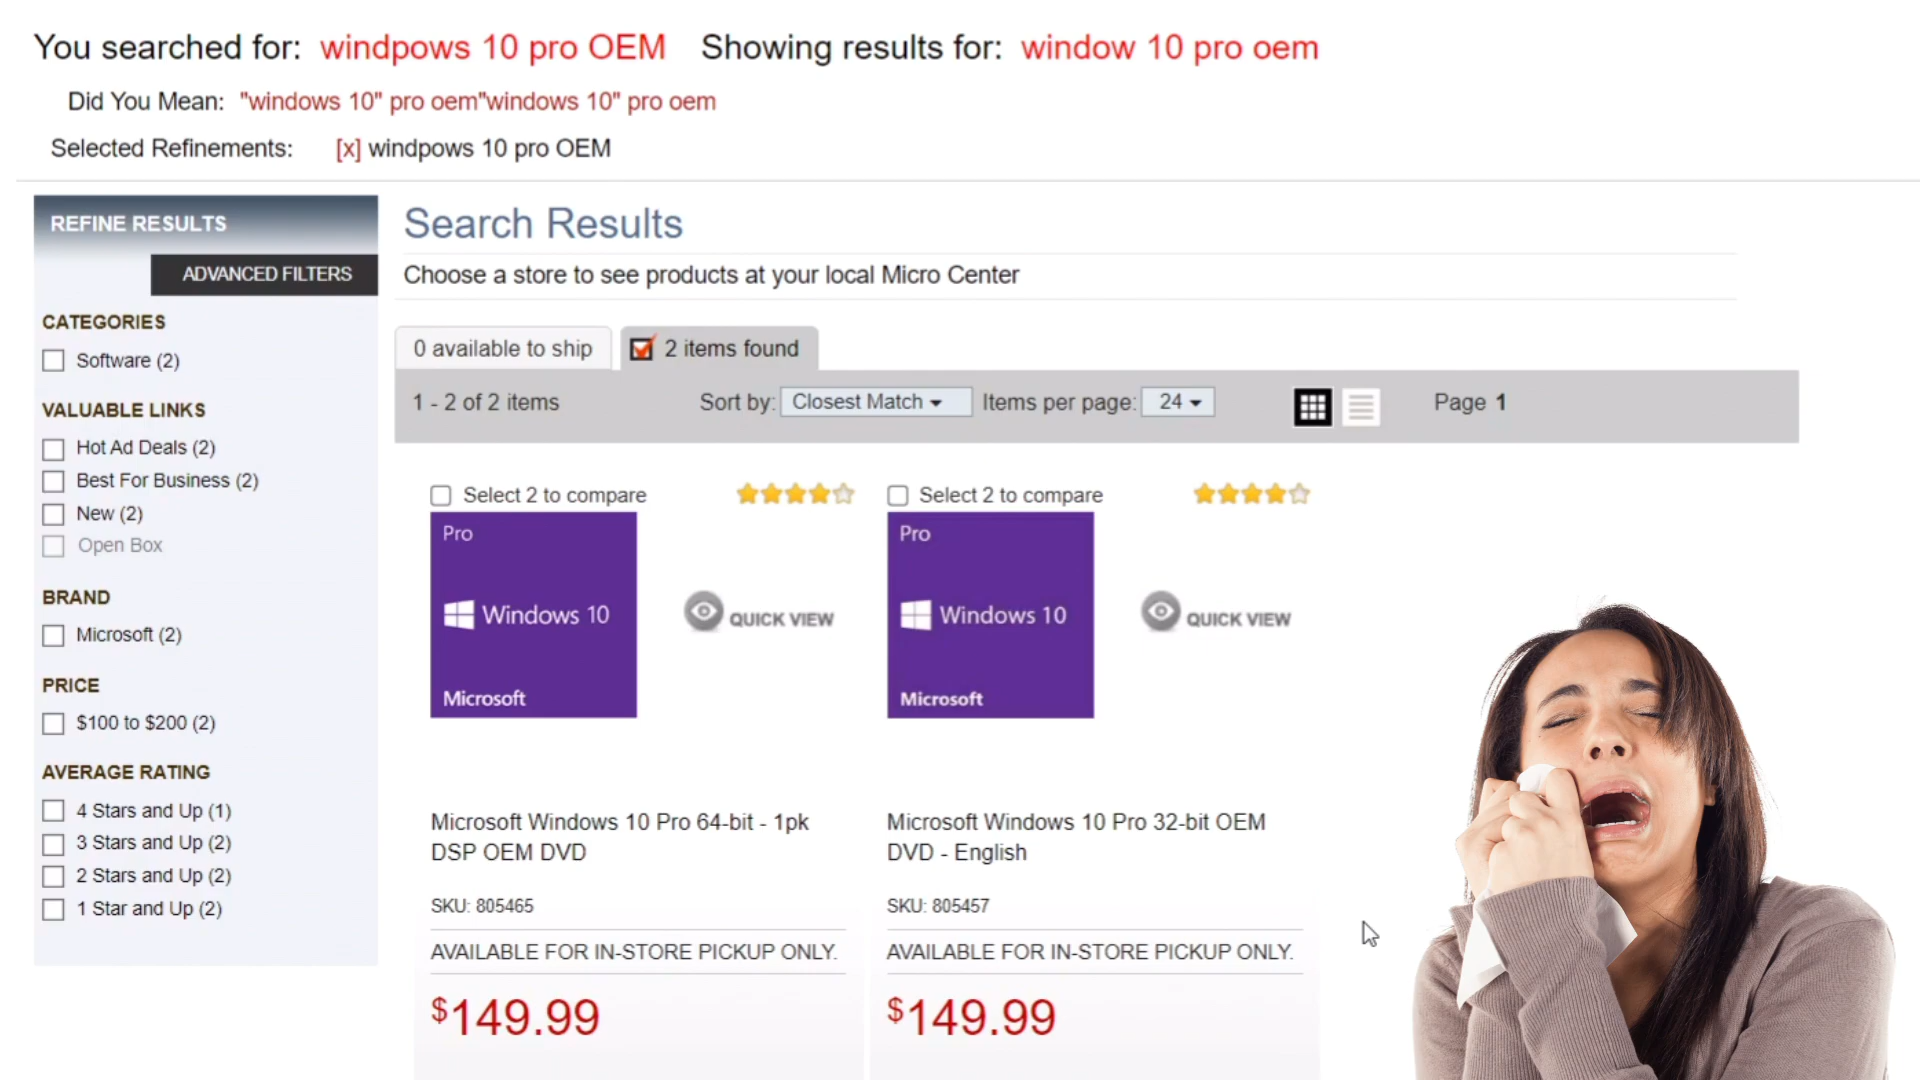 You searched for: windpows 10 pro OEM Showing results for: window 10 pro oem
Did You Mean: "windows 10" pro oem"windows 10" pro oem
Selected Refinements: [x] windpows 10 pro OEM
REFINE RESULTS
ADVANCED FILTERS
CATEGORIES
Software (2)
VALUABLE LINKS
Hot Ad Deals (2)
Best For Business (2)
New (2)
Open Box
BRAND
Microsoft (2)
PRICE
$100 to $200 (2)
AVERAGE RATING
4 Stars and Up (1)
3 Stars and Up (2)
2 Stars and Up (2)
1 Star and Up (2)
Search Results
Choose a store to see products at your local Micro Center
0 available to ship 2 items found
1 - 2 of 2 items Sort by: Closest Match Items per page: 24 Page 1
Select 2 to compare
Pro
Windows 10
Microsoft
QUICK VIEW
Microsoft Windows 10 Pro 64-bit - 1pk
DSP OEM DVD
SKU: 805465
AVAILABLE FOR IN-STORE PICKUP ONLY.
$149.99
Select 2 to compare
Pro
Windows 10
Microsoft
QUICK VIEW
Microsoft Windows 10 Pro 32-bit OEM
DVD - English
SKU: 805457
AVAILABLE FOR IN-STORE PICKUP ONLY.
$149.99